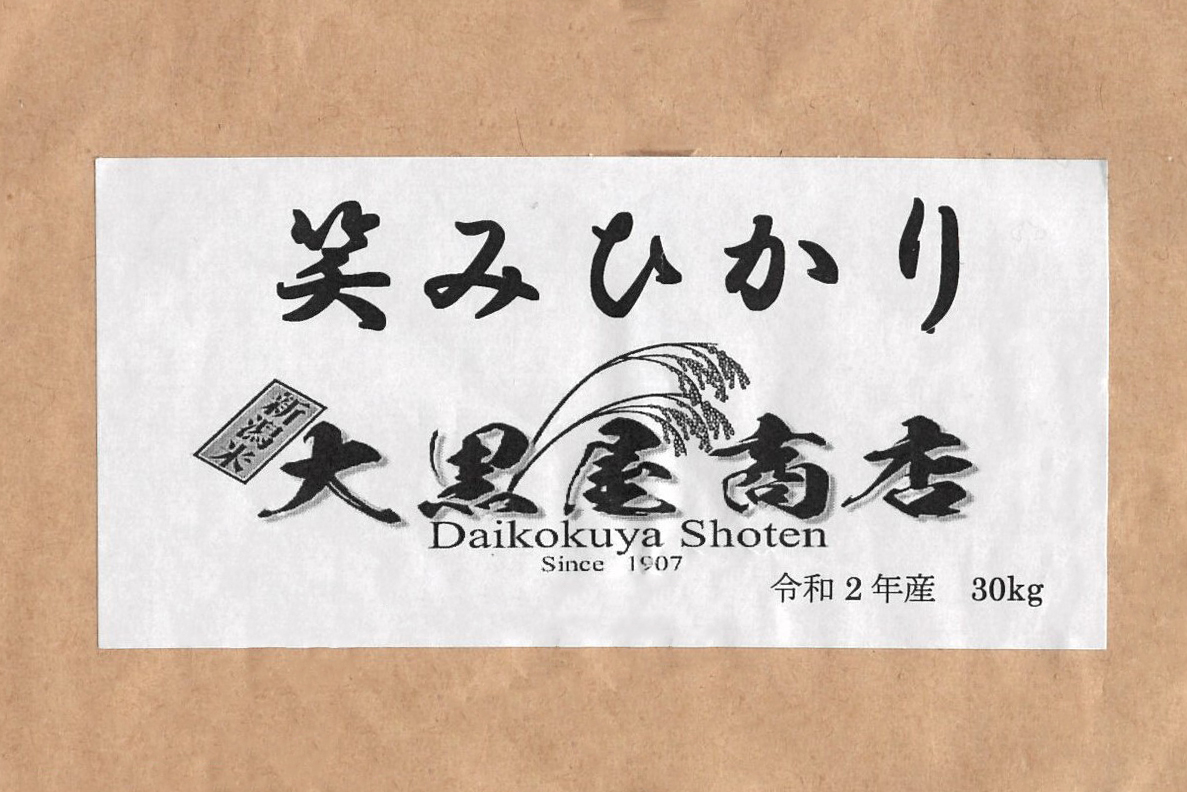 笑みひかり
新潟米
大黒屋商店
Daikokuya Shoten
Since 1907
令和2年産 30kg